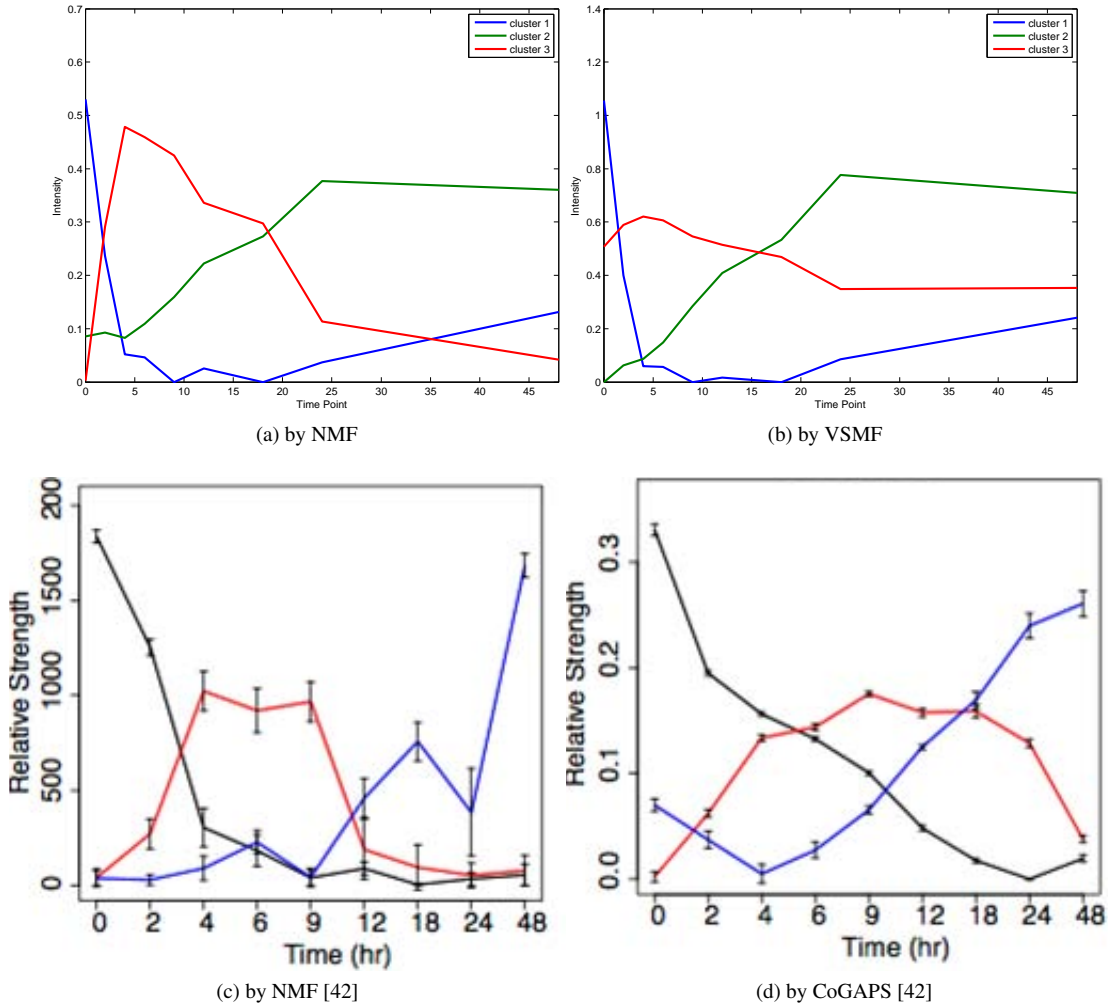 0.7
0.6
0.5
0.4
0.3
0.2
0.1
0
Intensity
cluster 1
cluster 2
cluster 3
0 5 10 15 20 25 30 35 40 45
Time Point
(a) by NMF
1.4
1.2
1
0.8
0.6
0.4
0.2
0
Intensity
cluster 1
cluster 2
cluster 3
0 5 10 15 20 25 30 35 40 45
Time Point
(b) by VSMF
200
1500
1000
500
0
Relative Strength
0 2 4 6 9 12 18 24 48
Time (hr)
(c) by NMF [42]
0.3
0.2
0.1
0.0
Relative Strength
0 2 4 6 9 12 18 24 48
Time (hr)
(d) by CoGAPS [42]